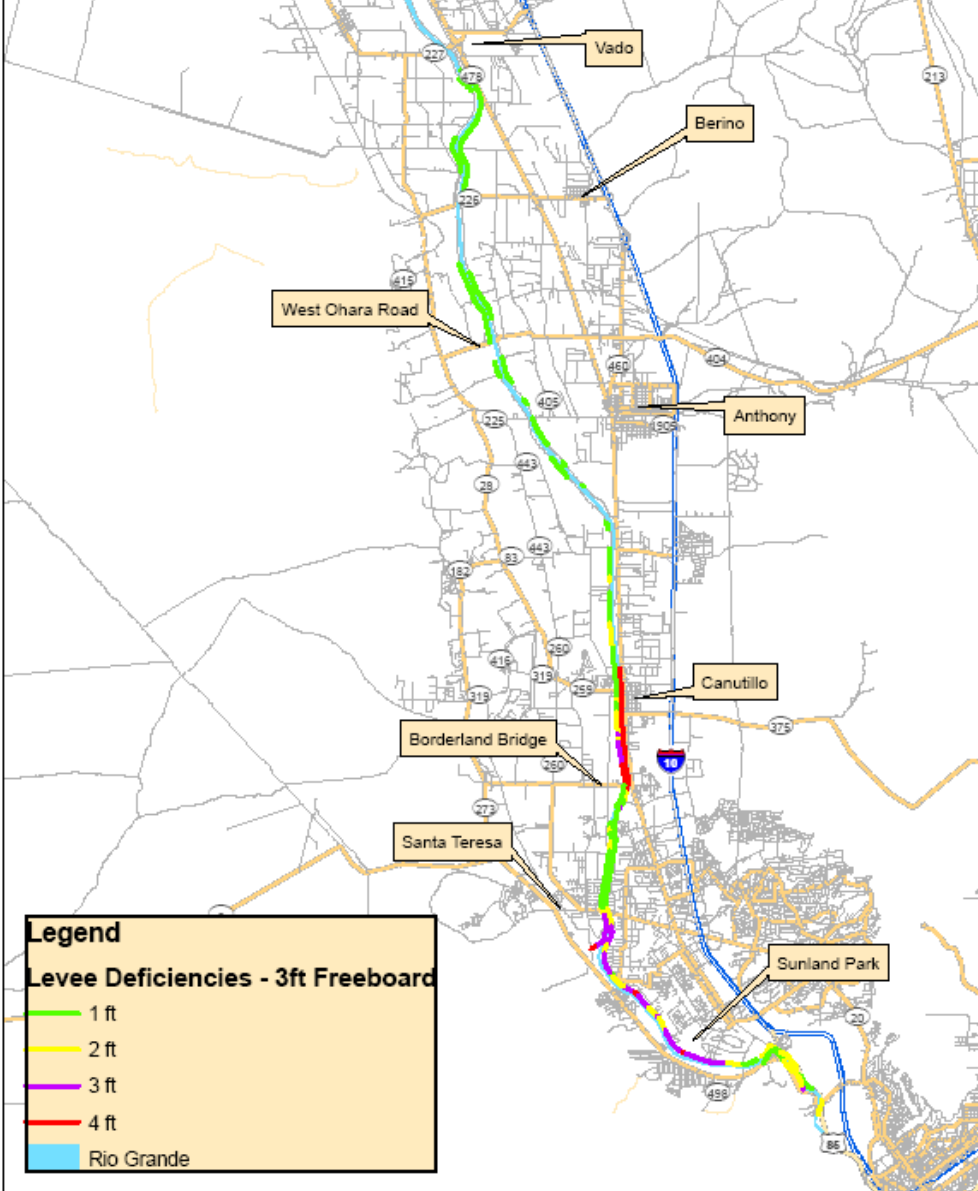 Vado
227
478
213
Berino
226
415
West Ohara Road
404
460
405
Anthony
225
1905
443
28
443
83
182
260
416
319
259
Canutillo
319
375
Borderland Bridge
260
10
273
Santa Teresa
Legend
Levee Deficiencies - 3ft Freeboard
1 ft
2 ft
3 ft
4 ft
Rio Grande
Sunland Park
20
498
85